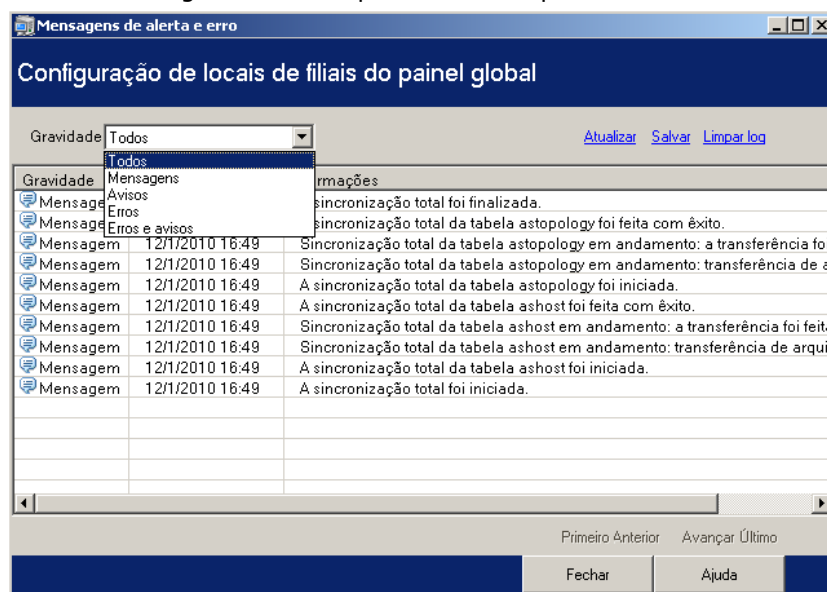 Mensagens de alerta e erro
Configuração de locais de filiais do painel global
Gravidade Todos Atualizar Salvar Limpar log
Todos
Mensagens
Avisos
Erros
Erros e avisos
Gravidade rmações
Mensage sincronização total foi finalizada.
Mensage sincronização total da tabela astopology foi feita com êxito.
Mensagem 12/1/2010 16:49 Sincronização total da tabela astopology em andamento: a transferência fo
Mensagem 12/1/2010 16:49 Sincronização total da tabela astopology em andamento: transferência de a
Mensagem 12/1/2010 16:49 A sincronização total da tabela astopology foi iniciada.
Mensagem 12/1/2010 16:49 A sincronização total da tabela ashost foi feita com êxito.
Mensagem 12/1/2010 16:49 Sincronização total da tabela ashost em andamento: a transferência foi feit
Mensagem 12/1/2010 16:49 Sincronização total da tabela ashost em andamento: transferência de arqui
Mensagem 12/1/2010 16:49 A sincronização total da tabela ashost foi iniciada.
Mensagem 12/1/2010 16:49 A sincronização total foi iniciada.
Primeiro Anterior Avançar Último
Fechar Ajuda